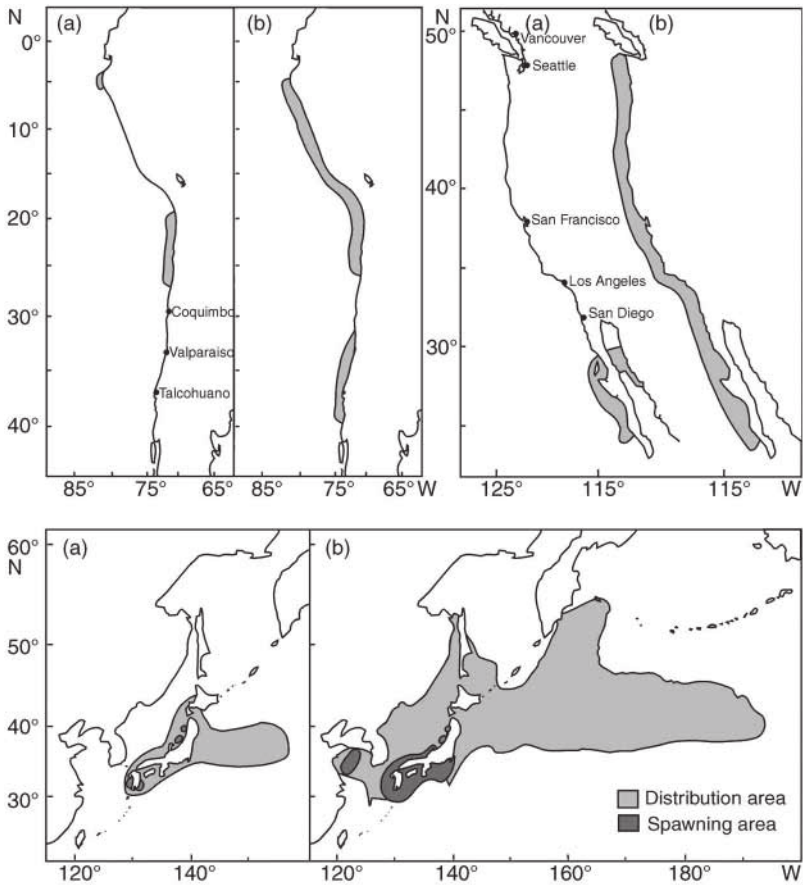 N
(a)
(b)
0°
10°
20°
30°
40°
Coquimbo
Valparaiso
Talcohuano
85°
75°
65°
85°
75°
65°
W
N
(a)
(b)
50°
40°
30°
Vancouver
Seattle
San Francisco
Los Angeles
San Diego
125°
115°
115°
W
60°
N
(a)
(b)
50°
40°
30°
Distribution area
Spawning area
120°
140°
120°
140°
160°
180°
W